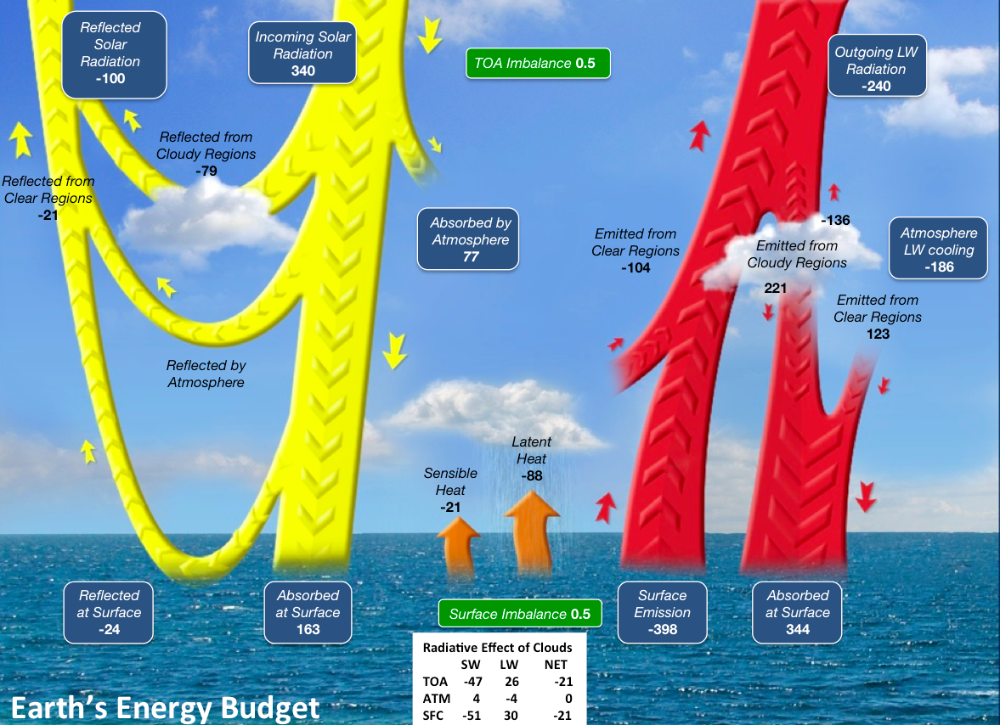 Reflected
Solar
Radiation
-100
Incoming Solar
Radiation
340
TOA Imbalance 0.5
Outgoing LW
Radiation
-240
Reflected from
Cloudy Regions
-79
Reflected from
Clear Regions
-21
Absorbed by
Atmosphere
77
Emitted from
Clear Regions
-104
-136
Emitted from
Cloudy Regions
221
Atmosphere
LW cooling
-186
Emitted from
Clear Regions
123
Reflected by
Atmosphere
Sensible
Heat
-21
Latent
Heat
-88
Reflected
at Surface
-24
Absorbed
at Surface
163
Surface Imbalance 0.5
Surface
Emission
-398
Absorbed
at Surface
344
Radiative Effect of Clouds
SW LW NET
TOA -47 26 -21
ATM 4 -4 0
SFC -51 30 -21
Earth's Energy Budget